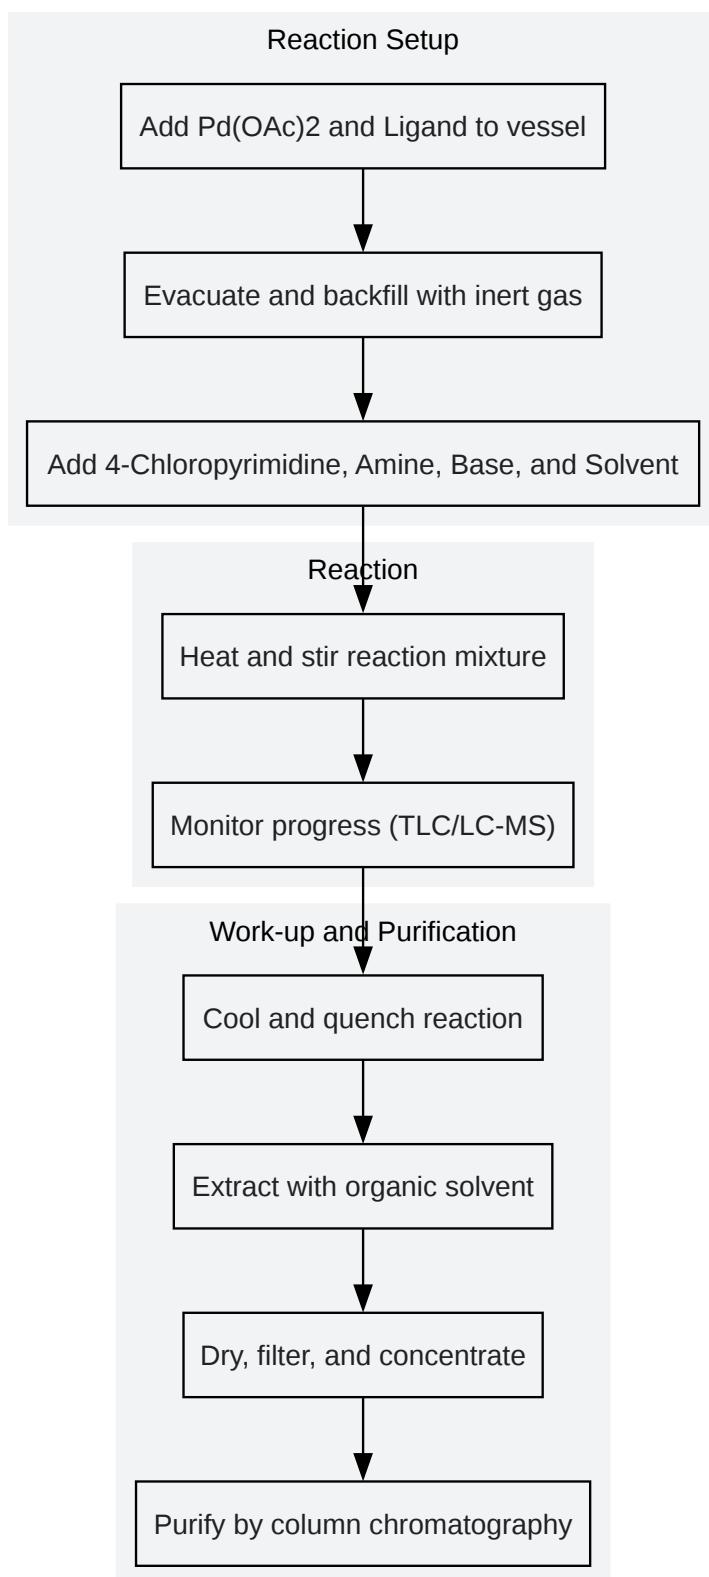 Reaction Setup
Add Pd(OAc)2 and Ligand to vessel
Evacuate and backfill with inert gas
Add 4-Chloropyrimidine, Amine, Base, and Solvent
Reaction
Heat and stir reaction mixture
Monitor progress (TLC/LC-MS)
Work-up and Purification
Cool and quench reaction
Extract with organic solvent
Dry, filter, and concentrate
Purify by column chromatography